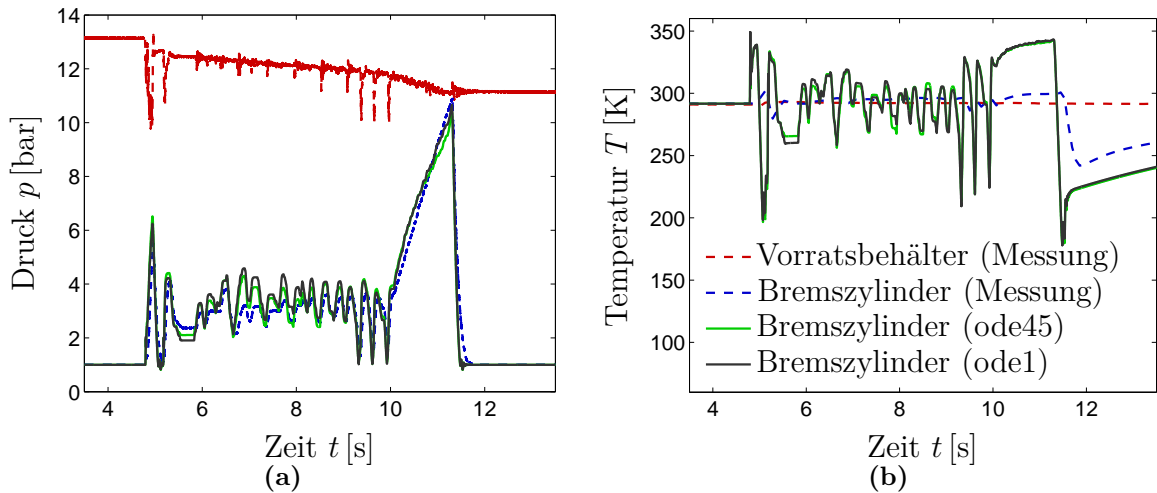 14
12
10
8
6
4
2
0
Druck p [bar]
4
6
8
10
12
Zeit t [s]
(a)
350
300
250
200
150
100
Temperatur T [K]
Vorratsbehälter (Messung)
Bremszylinder (Messung)
Bremszylinder (ode45)
Bremszylinder (ode1)
4
6
8
10
12
Zeit t [s]
(b)